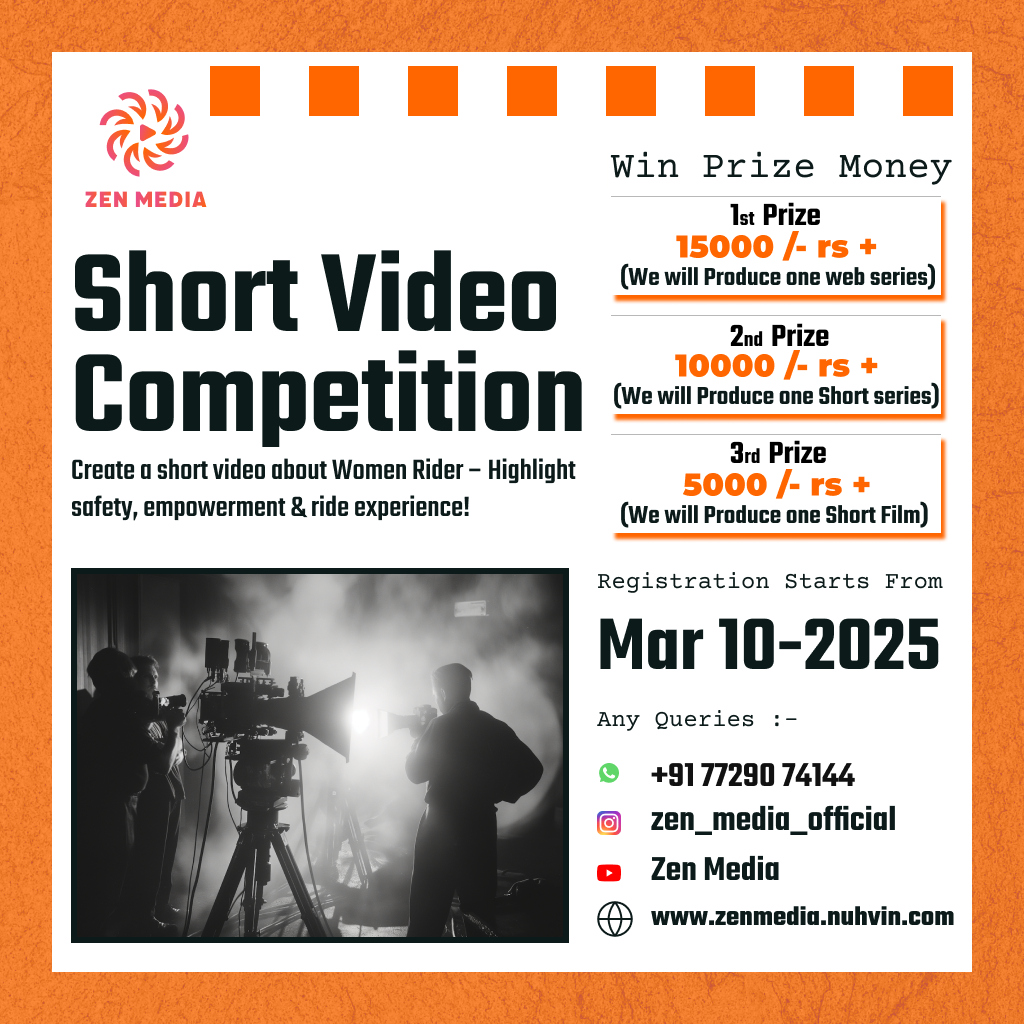 ZEN MEDIA
Short Video
Competition
Create a short video about Women Rider – Highlight
safety, empowerment & ride experience!
Win Prize Money
1st Prize
15000 /- rs +
(We will Produce one web series)
2nd Prize
10000 /- rs +
(We will Produce one Short series)
3rd Prize
5000 /- rs +
(We will Produce one Short Film)
Registration Starts From
Mar 10-2025
Any Queries :-
+91 77290 74144
zen_media_official
Zen Media
www.zenmedia.nuhvin.com